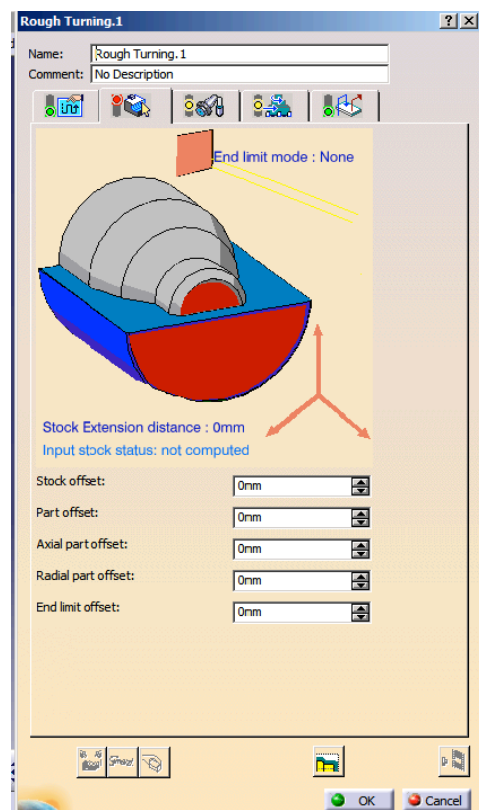 Rough Turning.1
Name: Rough Turning.1
Comment: No Description
End limit mode : None
Stock Extension distance : 0mm
Input stock status: not computed
Stock offset: 0mm
Part offset: 0mm
Axial part offset: 0mm
Radial part offset: 0mm
End limit offset: 0mm
OK Cancel